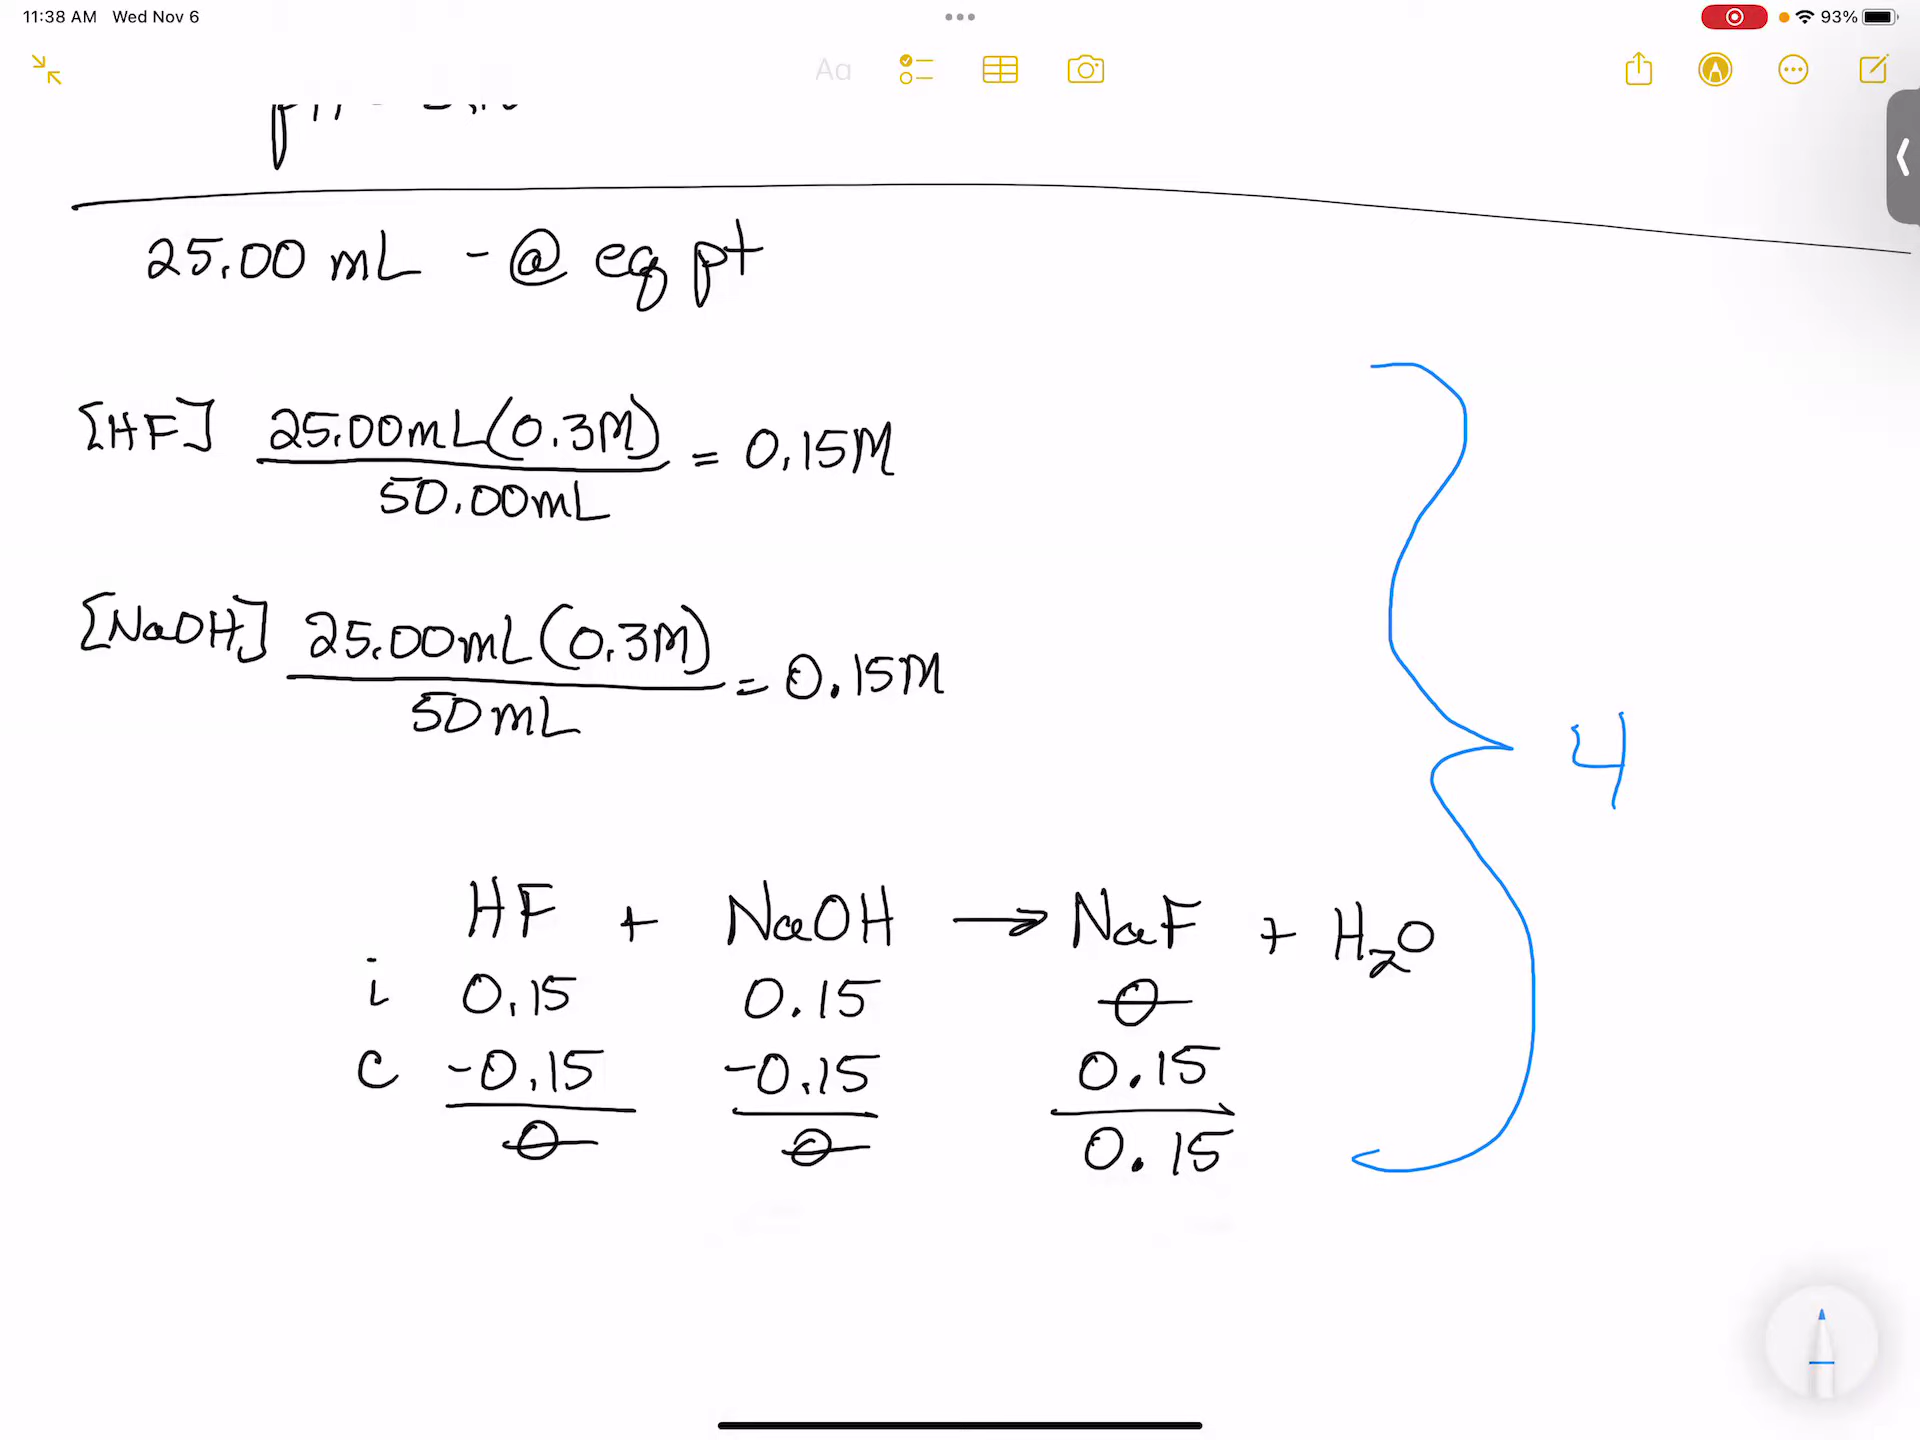 11:38 AM Wed Nov 6
93%
Aa
25.00 mL - @ eq pt
[HF] 25.00mL(0.3M) = 0.15M
50.00mL
[NaOH] 25.00mL(0.3M) = 0.15M
50mL
4
HF + NaOH → NaF + H₂O
i 0.15 0.15 0
C -0.15 -0.15 0.15
0 0 0.15